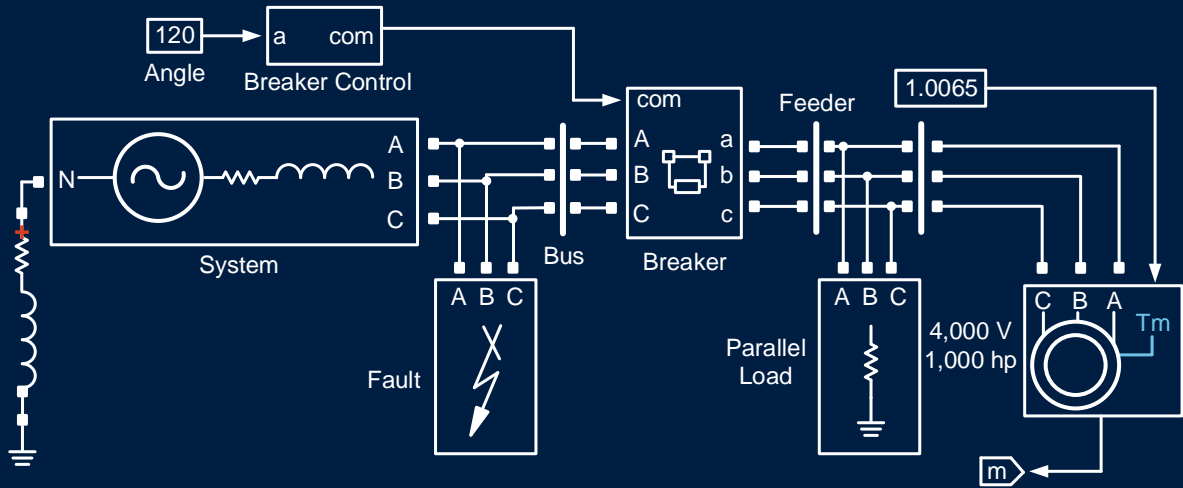 120
Angle
a com
Breaker Control
1.0065
Feeder
com
A
B
C
a
b
c
Breaker
N
A
B
C
System
Bus
A B C
Fault
A B C
Parallel
Load
4,000 V
1,000 hp
C B A
Tm
m